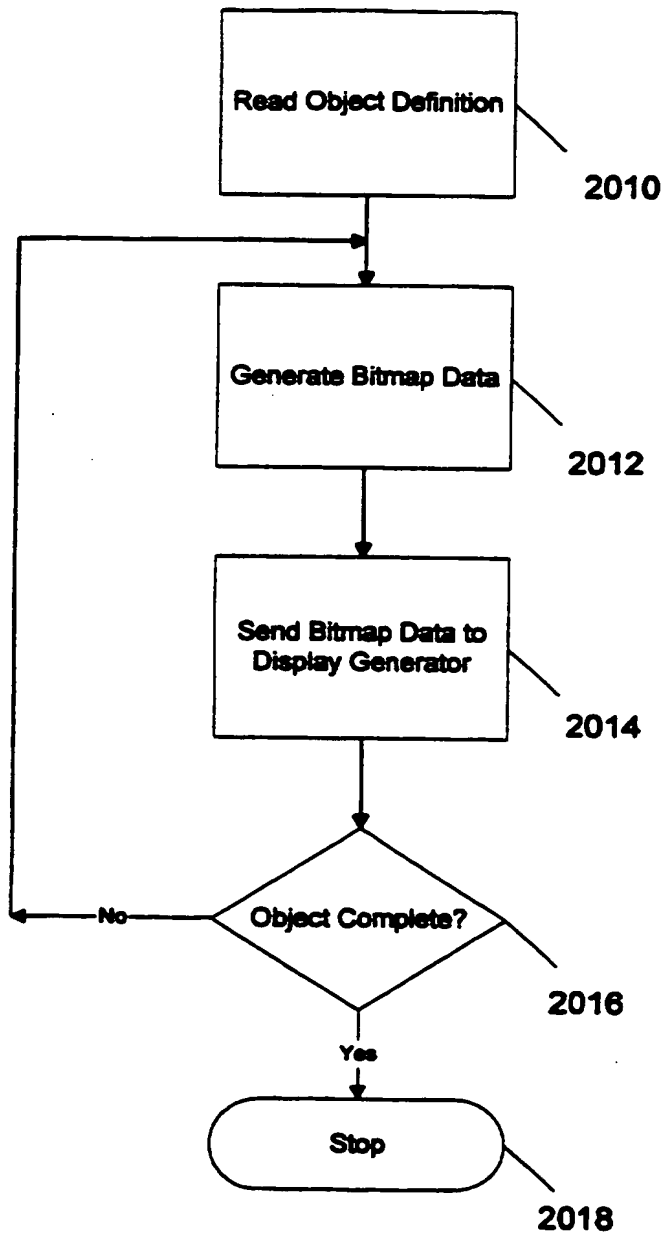 Read Object Definition
2010
Generate Bitmap Data
2012
Send Bitmap Data to
Display Generator
2014
No
Object Complete?
2016
Yes
Stop
2018